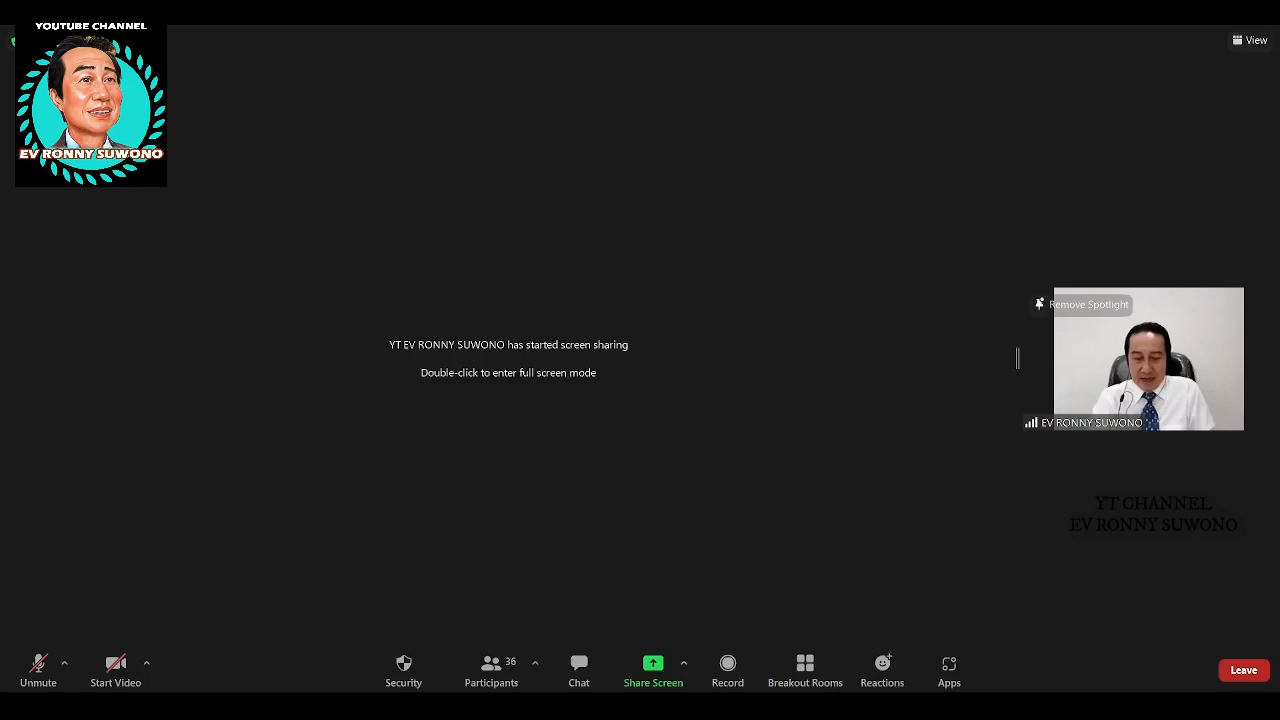 YOUTUBE CHANNEL
EV RONNY SUWONO
View
YT EV RONNY SUWONO has started screen sharing
Double-click to enter full screen mode
Remove Spotlight
EV RONNY SUWONO
YT CHANNEL
EV RONNY SUWONO
Unmute
Start Video
Security
Participants
36
Chat
Share Screen
Record
Breakout Rooms
Reactions
Apps
Leave